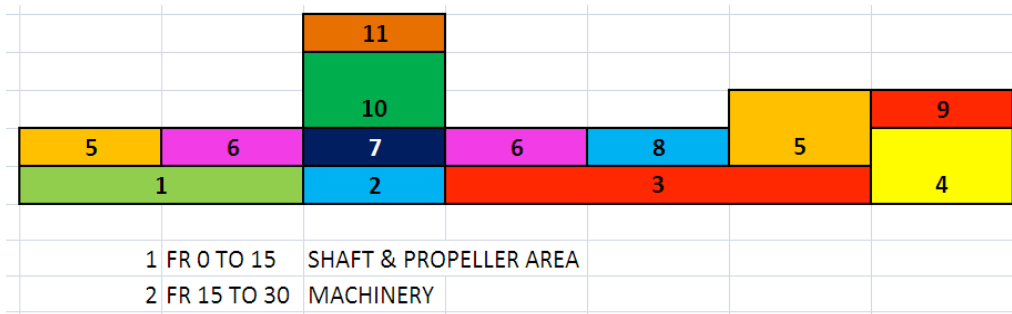 11
10
9
5 6 7 6 8 5
1 2 3 4
1 FR 0 TO 15 SHAFT & PROPELLER AREA
2 FR 15 TO 30 MACHINERY